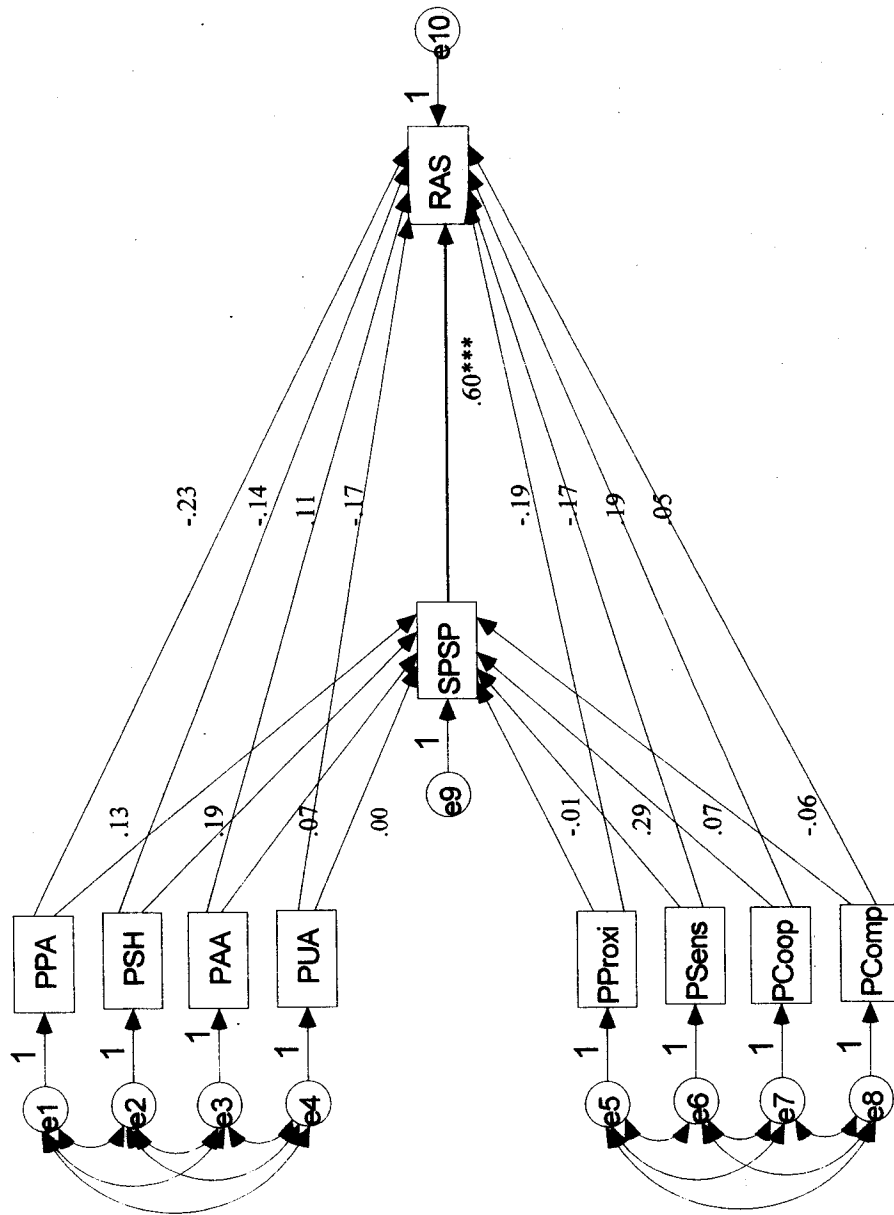 e1
1
PPA
e2
1
PSH
e3
1
PAA
e4
1
PUA
-.23
-.14
.11
-.17
.13
.19
.07
.00
e9
1
SPSP
.60***
RAS
1
e10
-.01
.29
.07
-.06
-.19
-.17
.19
.05
e5
1
PProxi
e6
1
PSens
e7
1
PCoop
e8
1
PComp